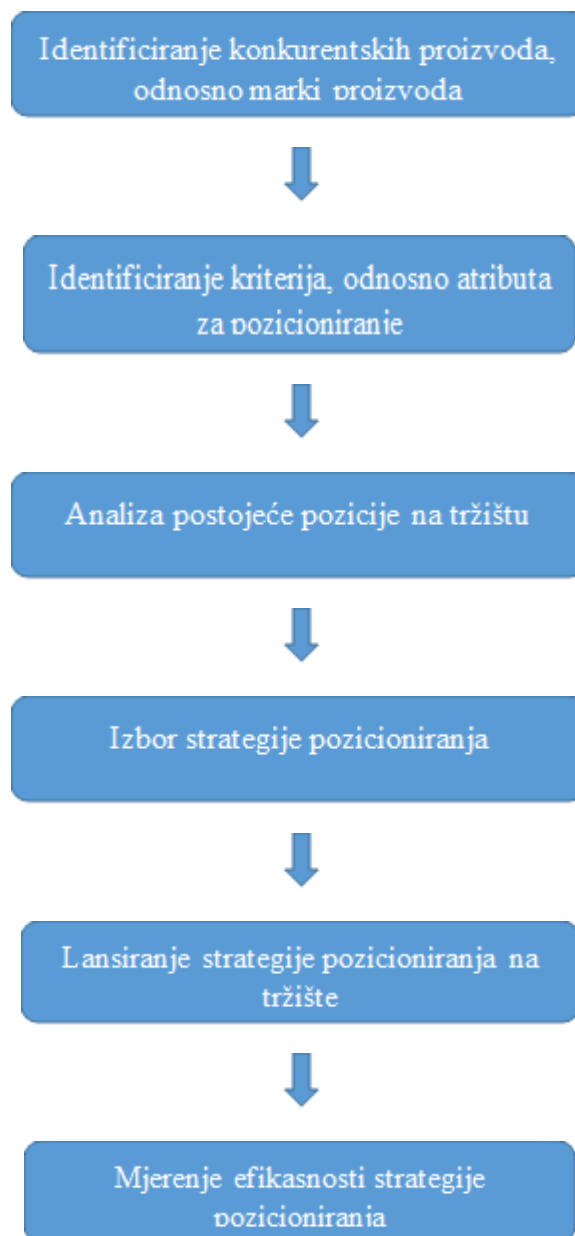 Identificiranje konkurentskih proizvoda,
odnosno marki proizvoda
Identificiranje kriterija, odnosno atributa
za pozicioniranje
Analiza postojeće pozicije na tržištu
Izbor strategije pozicioniranja
Lansiranje strategije pozicioniranja na
tržište
Mjerenje efikasnosti strategije
pozicioniranja